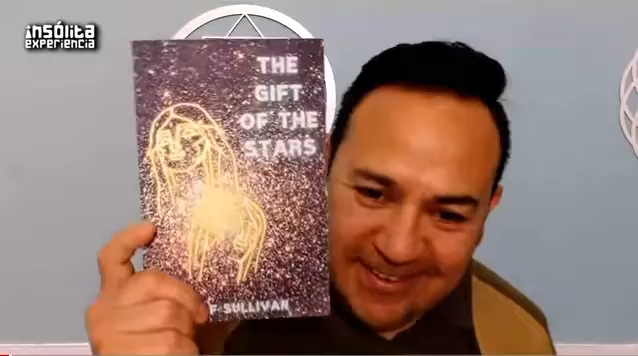 insólita
experiencia
THE
GIFT
OF THE
STARS
F SULLIVAN